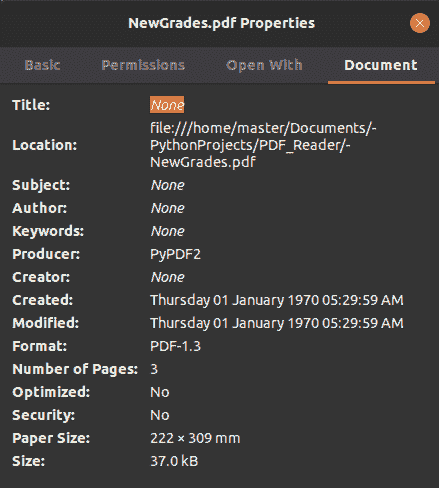 NewGrades.pdf Properties
Basic Permissions Open With Document
Title: None
file:///home/master/Documents/-
Location: PythonProjects/PDF_Reader/-
NewGrades.pdf
Subject: None
Author: None
Keywords: None
Producer: PyPDF2
Creator: None
Created: Thursday 01 January 1970 05:29:59 AM
Modified: Thursday 01 January 1970 05:29:59 AM
Format: PDF-1.3
Number of Pages: 3
Optimized: No
Security: No
Paper Size: 222 × 309 mm
Size: 37.0 kB